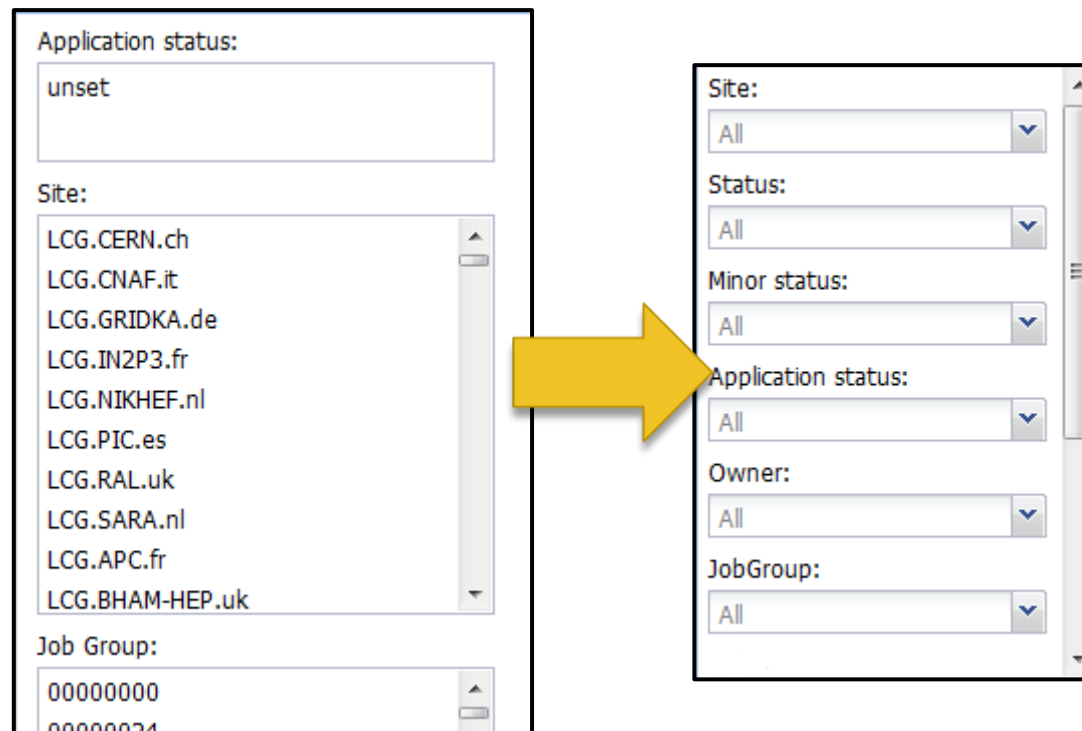 Application status:
unset
Site:
LCG.CERN.ch
LCG.CNAF.it
LCG.GRIDKA.de
LCG.IN2P3.fr
LCG.NIKHEF.nl
LCG.PIC.es
LCG.RAL.uk
LCG.SARA.nl
LCG.APC.fr
LCG.BHAM-HEP.uk
Job Group:
00000000
Site:
All
Status:
All
Minor status:
All
Application status:
All
Owner:
All
JobGroup:
All